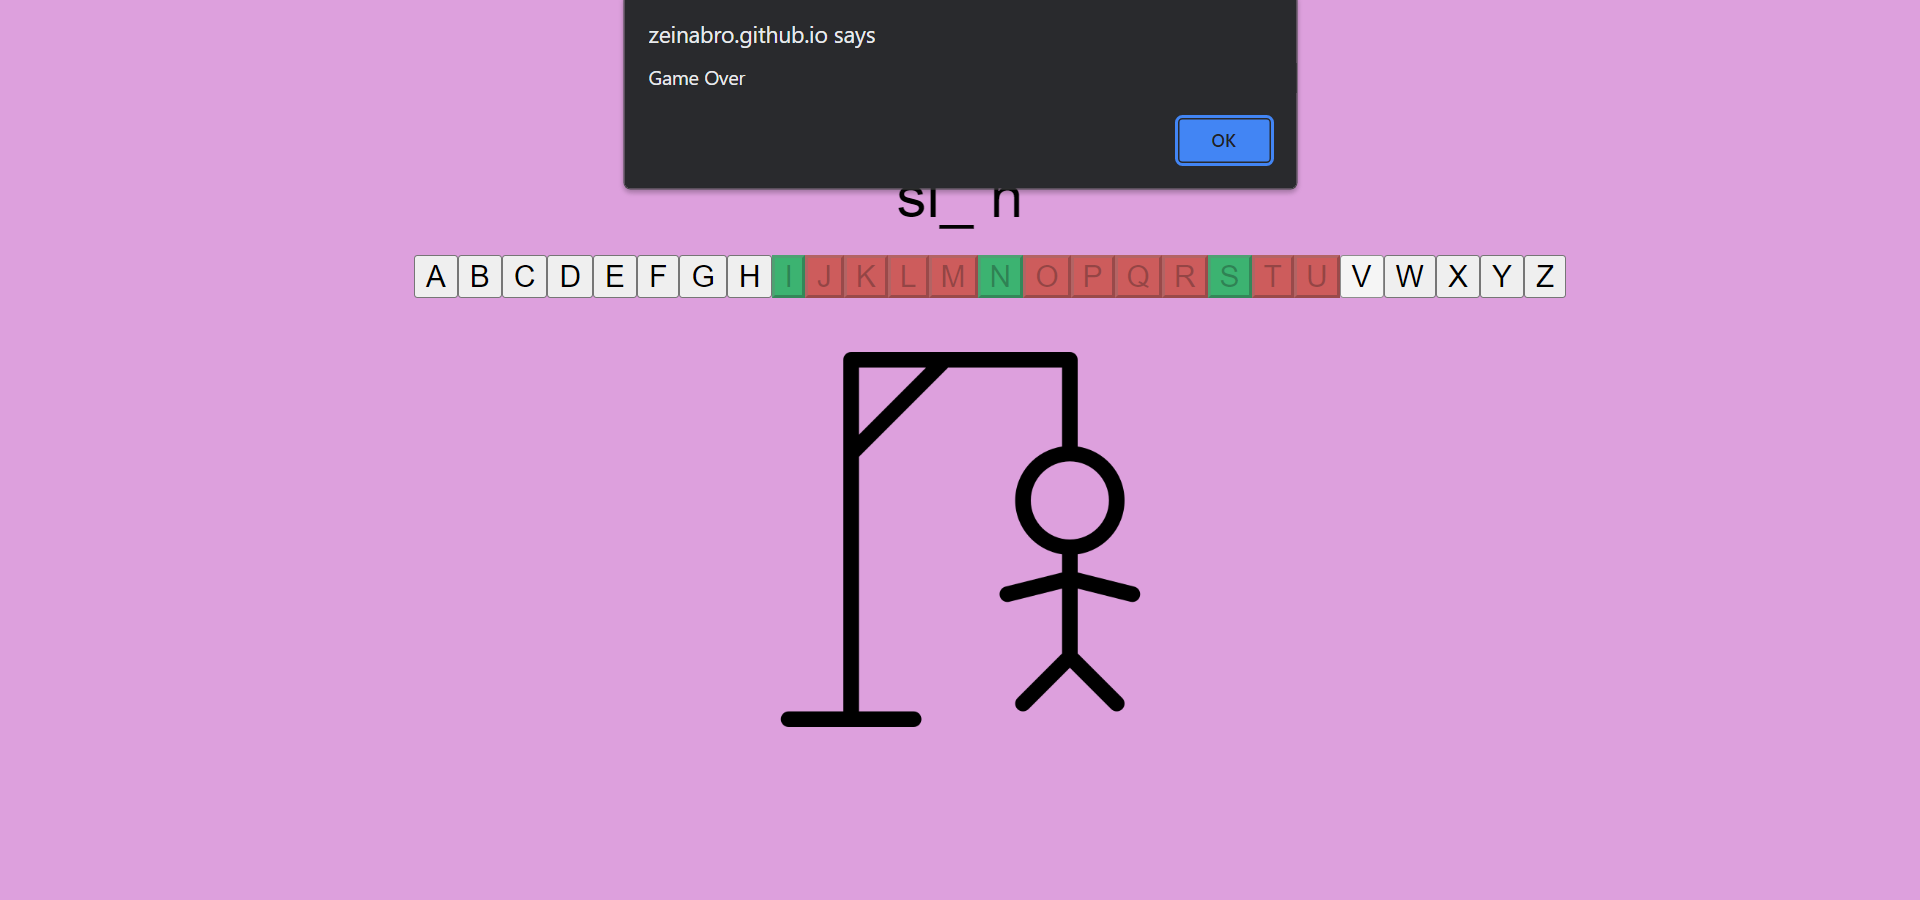 zeinabro.github.io says
Game Over
OK
si_ n
A B C D E F G H I J K L M N O P Q R S T U V W X Y Z